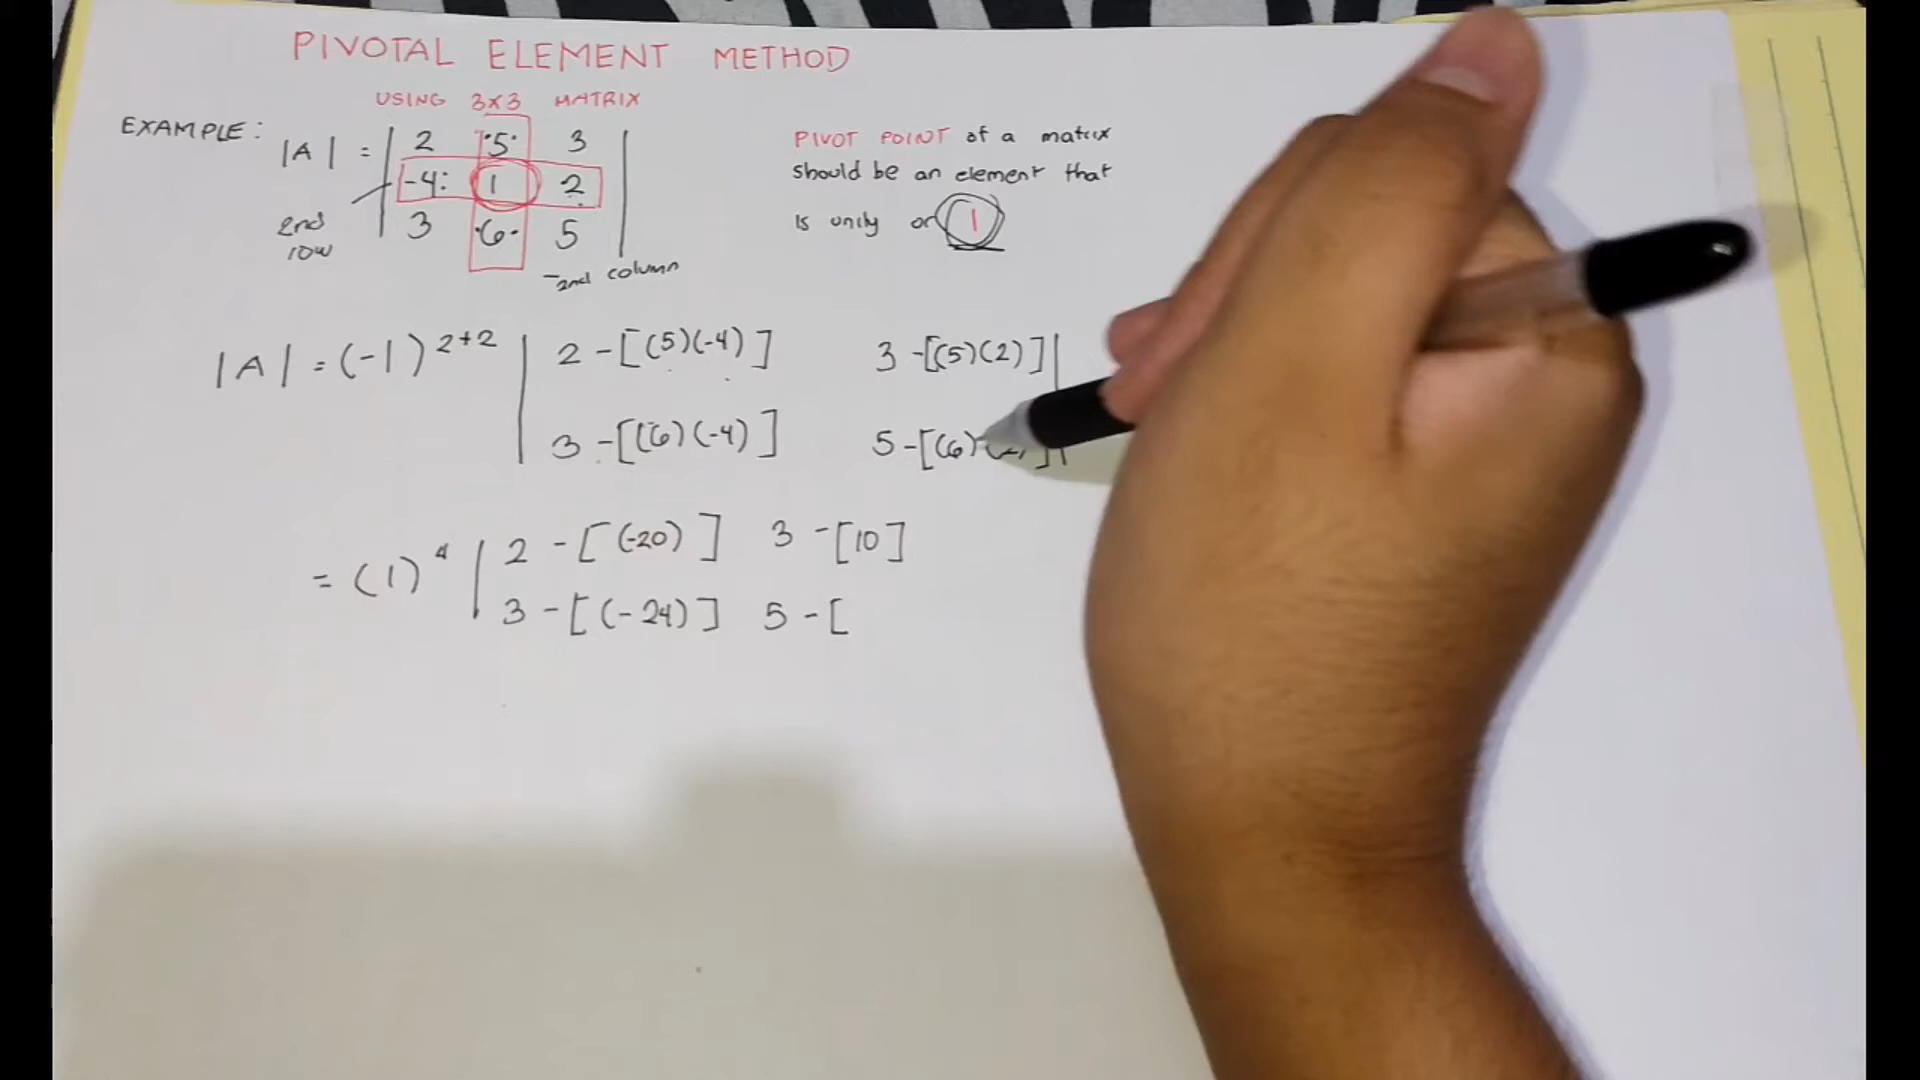 PIVOTAL ELEMENT METHOD
USING 3X3 MATRIX
EXAMPLE:
|A| = | 2 5 3 |
-4 1 2
3 6 5
2nd row
2nd column
PIVOT POINT of a matrix
should be an element that
is unity or 1
|A| = (-1)²⁺² | 2 - [(5)(-4)] 3 - [(5)(2)] |
3 - [(6)(-4)] 5 - [(6)
= (1)⁴ | 2 - [(-20)] 3 - [10]
3 - [(-24)] 5 - [